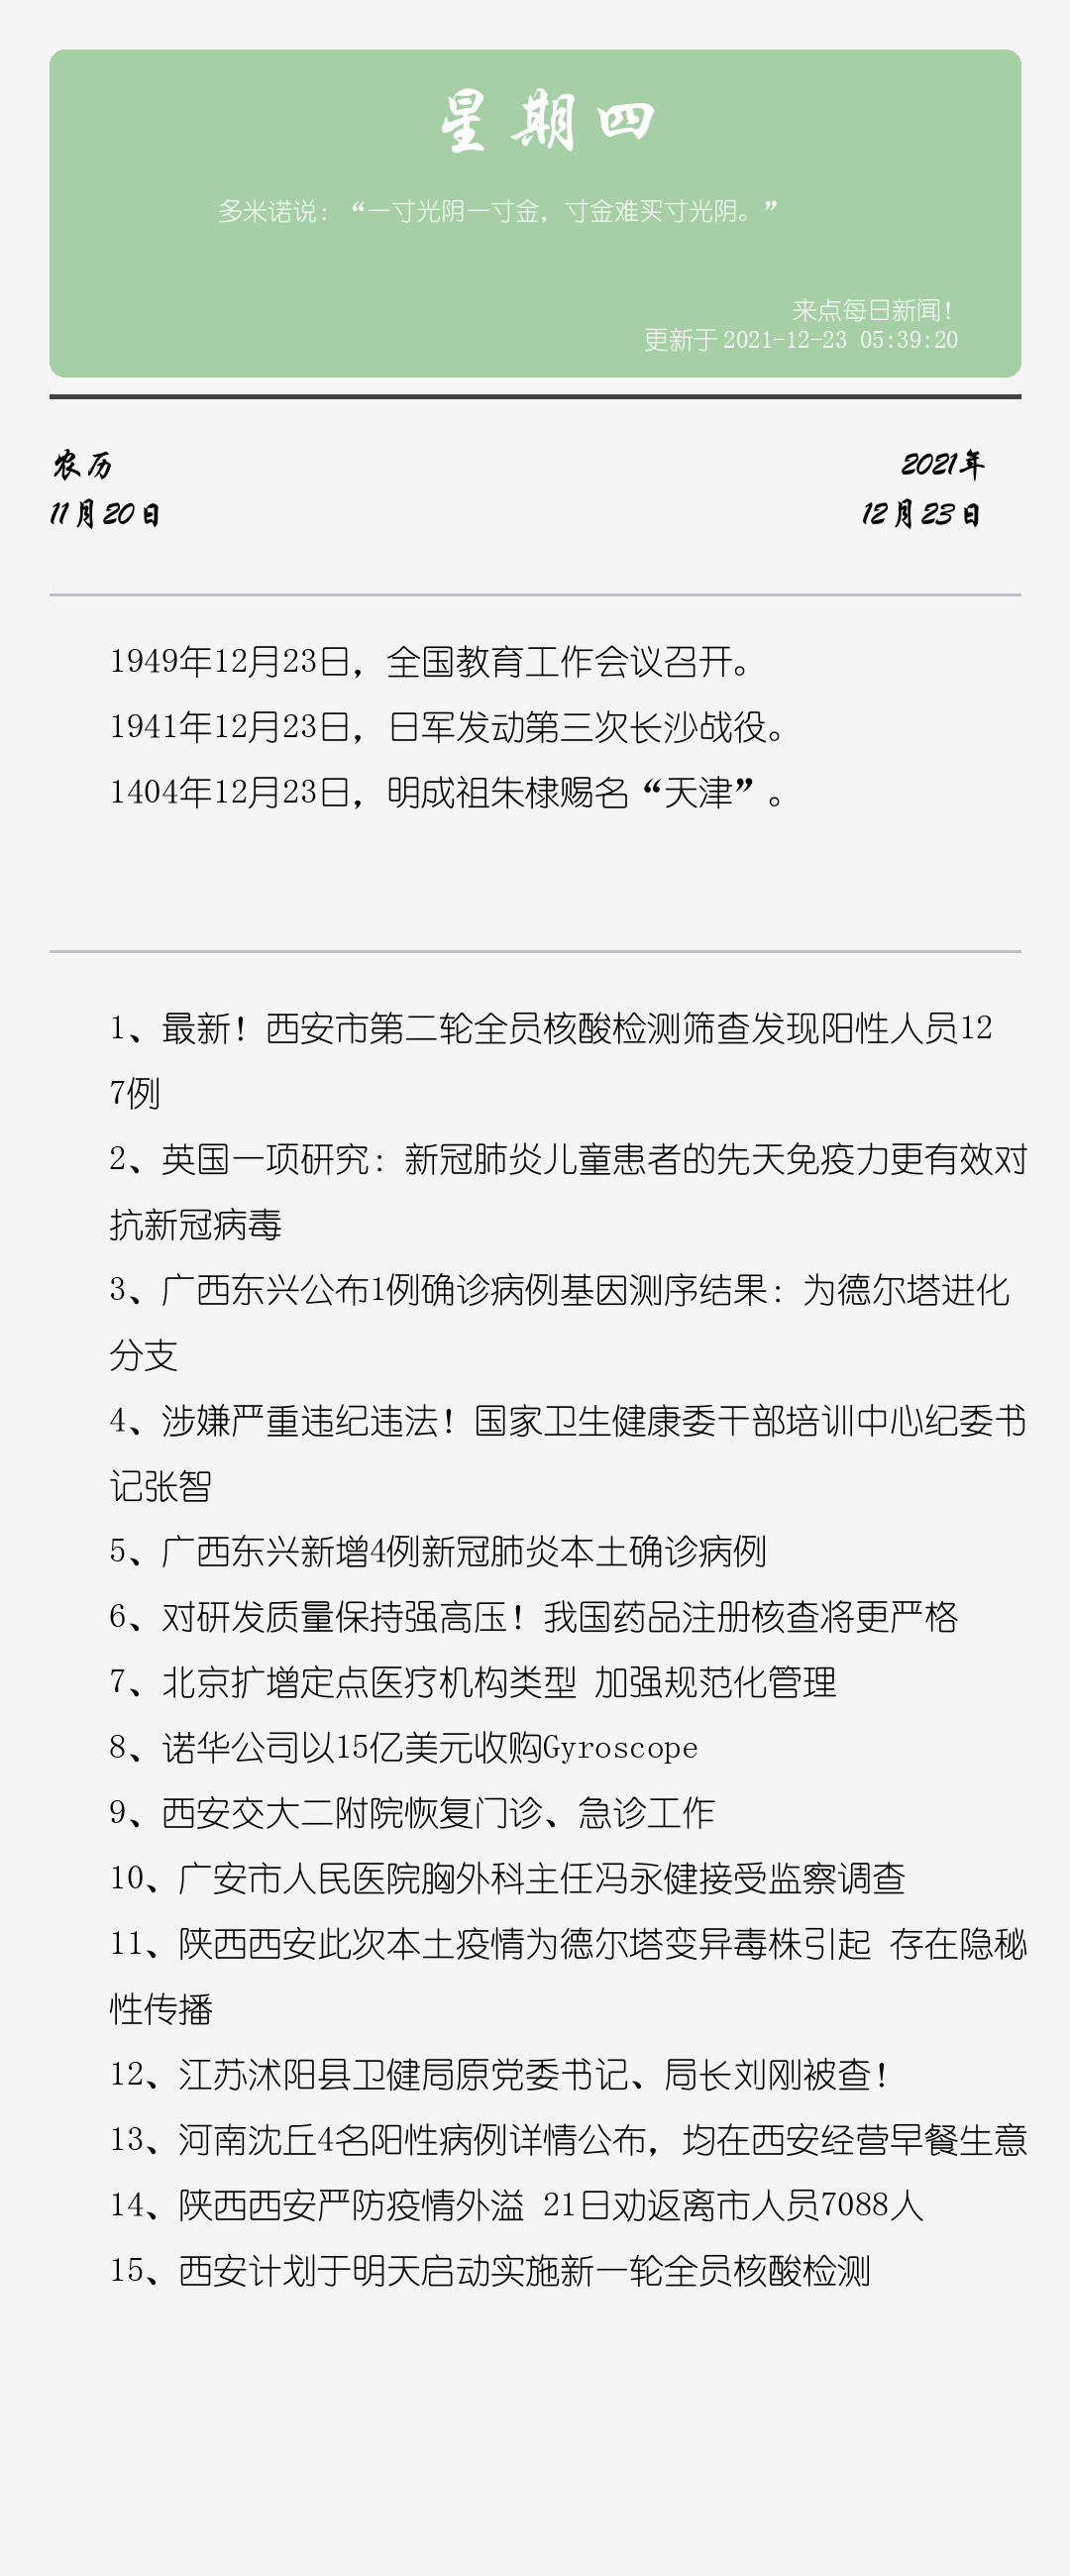 星期四
多米诺说：“一寸光阴一寸金，寸金难买寸光阴。”
来点每日新闻！
更新于 2021-12-23 05:39:20
农历
2021年
11月20日
12月23日
1949年12月23日，全国教育工作会议召开。
1941年12月23日，日军发动第三次长沙战役。
1404年12月23日，明成祖朱棣赐名“天津”。
1、最新！西安市第二轮全员核酸检测筛查发现阳性人员12
7例
2、英国一项研究：新冠肺炎儿童患者的先天免疫力更有效对
抗新冠病毒
3、广西东兴公布1例确诊病例基因测序结果：为德尔塔进化
分支
4、涉嫌严重违纪违法！国家卫生健康委干部培训中心纪委书
记张智
5、广西东兴新增4例新冠肺炎本土确诊病例
6、对研发质量保持强高压！我国药品注册核查将更严格
7、北京扩增定点医疗机构类型 加强规范化管理
8、诺华公司以15亿美元收购Gyroscope
9、西安交大二附院恢复门诊、急诊工作
10、广安市人民医院胸外科主任冯永健接受监察调查
11、陕西西安此次本土疫情为德尔塔变异毒株引起 存在隐秘
性传播
12、江苏沭阳县卫健局原党委书记、局长刘刚被查！
13、河南沈丘4名阳性病例详情公布，均在西安经营早餐生意
14、陕西西安严防疫情外溢 21日劝返离市人员7088人
15、西安计划于明天启动实施新一轮全员核酸检测